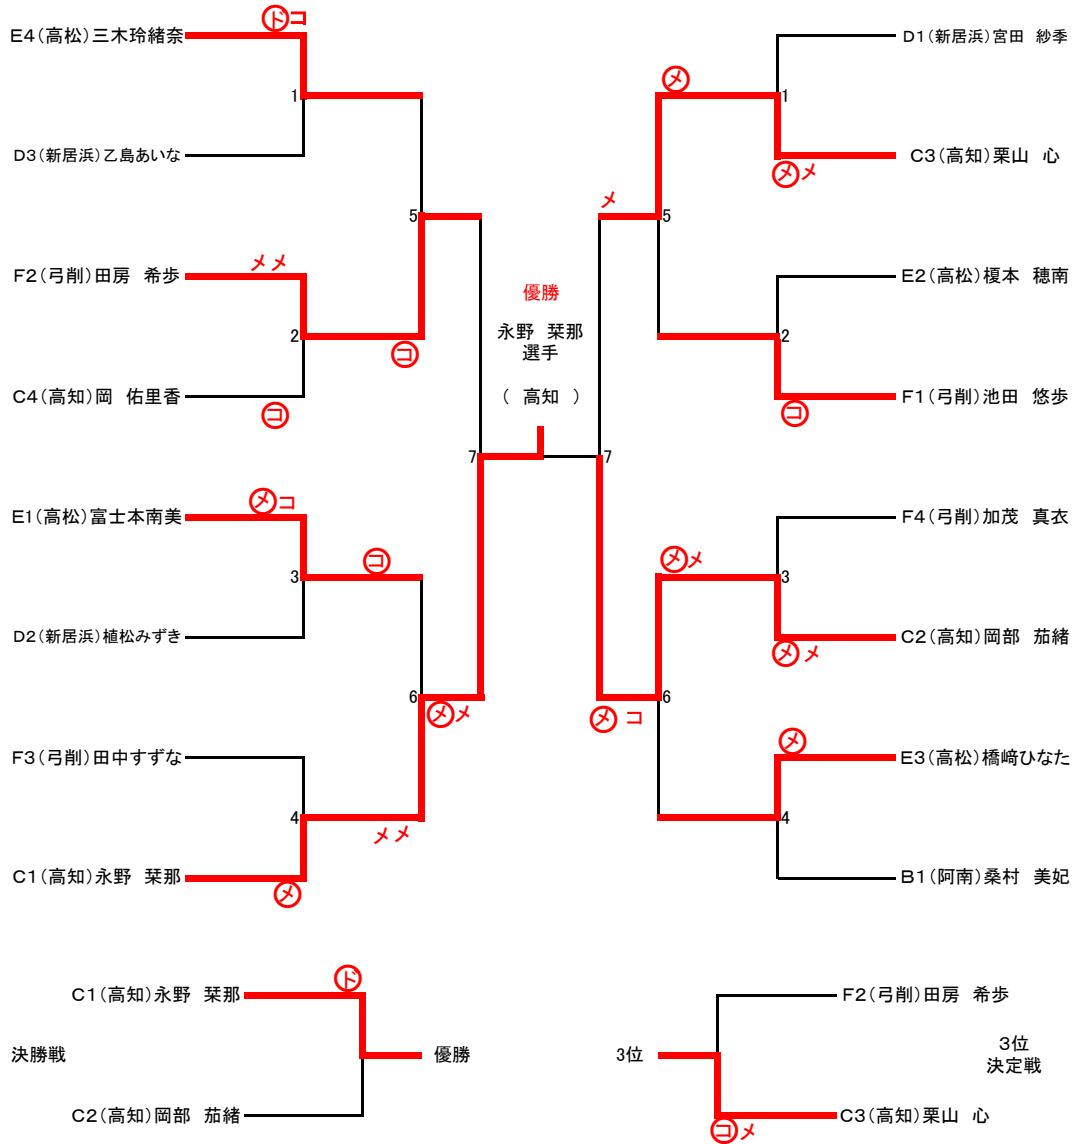 ドコ
E4(高松)三木玲緒奈
1
D3(新居浜)乙島あいな
5
メメ
F2(弓削)田房 希歩
2
コ
C4(高知)岡 佑里香
コ
7
メコ
E1(高松)富士本南美
コ
3
D2(新居浜)植松みずき
6
メメ
F3(弓削)田中すずな
4
メメ
C1(高知)永野 栞那
メ
優勝
永野 栞那
選手
( 高知 )
D1(新居浜)宮田 紗季
メ
1
C3(高知)栗山 心
メメ
メ
5
E2(高松)榎本 穂南
2
F1(弓削)池田 悠歩
コ
7
F4(弓削)加茂 真衣
メメ
3
C2(高知)岡部 茄緒
メメ
6
メコ
メ
E3(高松)橋﨑ひなた
4
B1(阿南)桑村 美妃
ド
C1(高知)永野 栞那
決勝戦
優勝
C2(高知)岡部 茄緒
F2(弓削)田房 希歩
3位
3位
決定戦
C3(高知)栗山 心
コメ